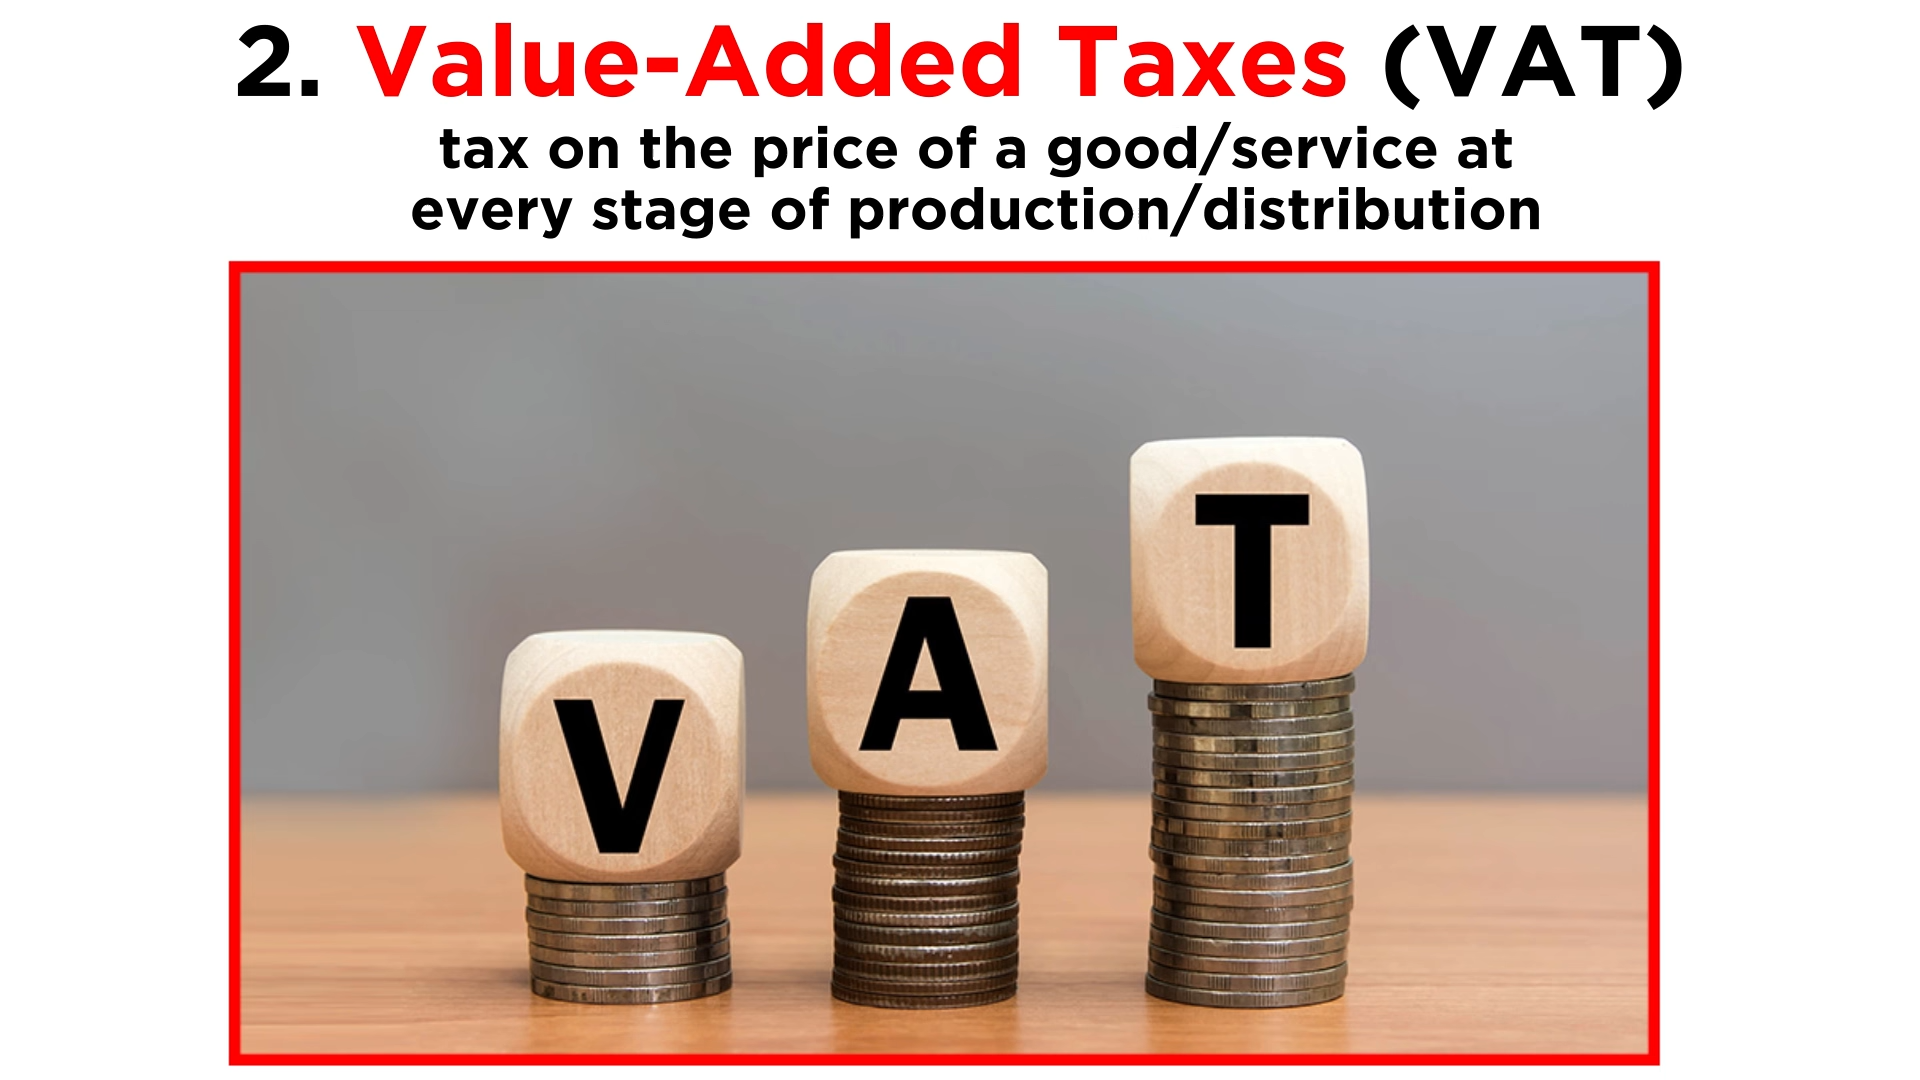 2. Value-Added Taxes (VAT)
tax on the price of a good/service at
every stage of production/distribution
V
A
T